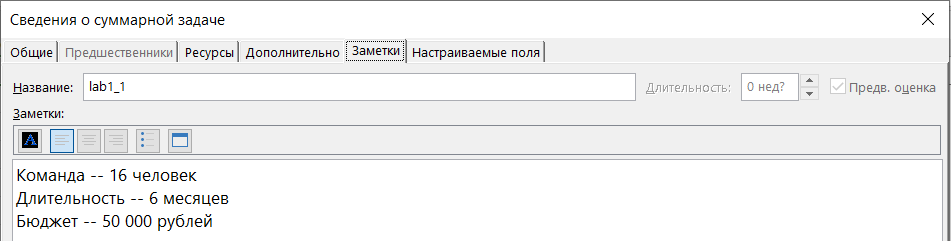 Сведения о суммарной задаче
Общие Предшественники Ресурсы Дополнительно Заметки Настраиваемые поля
Название: lab1_1 Длительность: 0 нед? Предв. оценка
Заметки:
A
Команда -- 16 человек
Длительность -- 6 месяцев
Бюджет -- 50 000 рублей